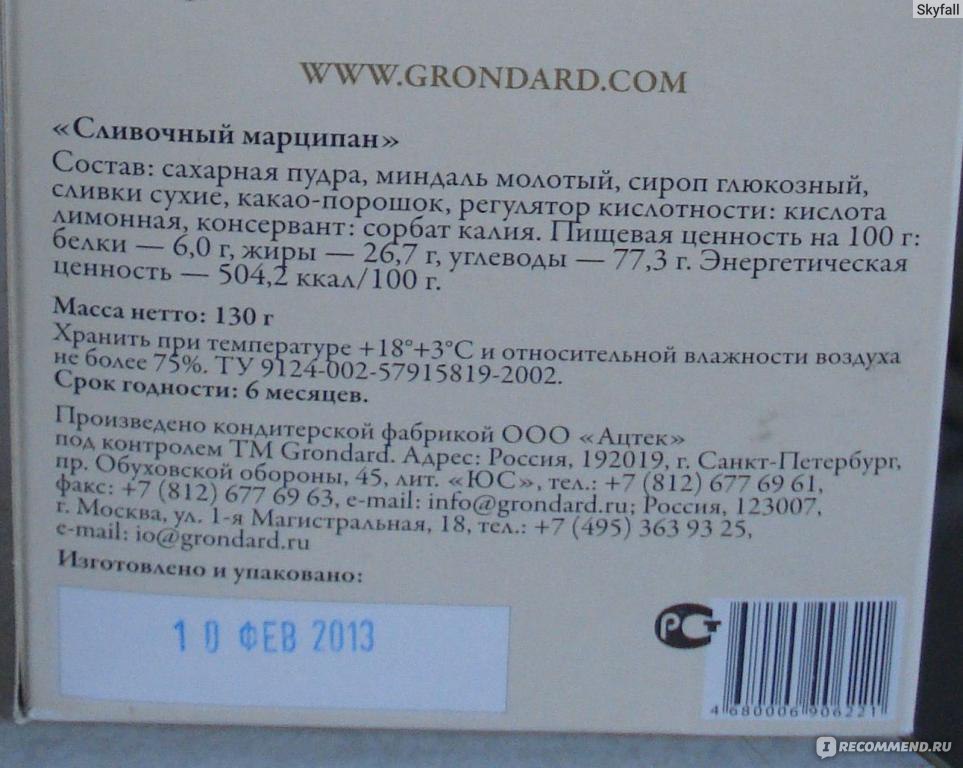 Skyfall
WWW.GRONDARD.COM
«Сливочный марципан»
Состав: сахарная пудра, миндаль молотый, сироп глюкозный,
сливки сухие, какао-порошок, регулятор кислотности: кислота
лимонная, консервант: сорбат калия. Пищевая ценность на 100 г:
белки — 6,0 г, жиры — 26,7 г, углеводы — 77,3 г. Энергетическая
ценность — 504,2 ккал/100 г.
Масса нетто: 130 г
Хранить при температуре +18°+3°С и относительной влажности воздуха
не более 75%. ТУ 9124-002-57915819-2002.
Срок годности: 6 месяцев.
Произведено кондитерской фабрикой ООО «Ацтек»
под контролем ТМ Grondard. Адрес: Россия, 192019, г. Санкт-Петербург,
пр. Обуховской обороны, 45, лит. «ЮС», тел.: +7 (812) 677 69 61,
факс: +7 (812) 677 69 63, e-mail: info@grondard.ru; Россия, 123007,
г. Москва, ул. 1-я Магистральная, 18, тел.: +7 (495) 363 93 25,
e-mail: io@grondard.ru
Изготовлено и упаковано:
10 ФЕВ 2013
РСТ
4 680006 906221
IRECOMMEND.RU